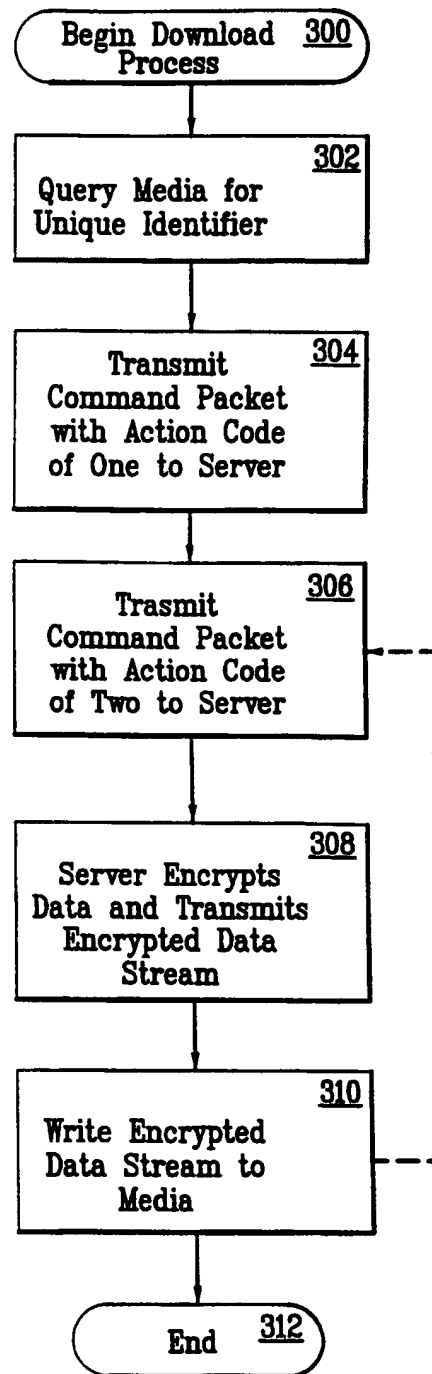 Begin Download 300
Process
302
Query Media for
Unique Identifier
304
Transmit
Command Packet
with Action Code
of One to Server
306
Trasmit
Command Packet
with Action Code
of Two to Server
308
Server Encrypts
Data and Transmits
Encrypted Data
Stream
310
Write Encrypted
Data Stream to
Media
End 312